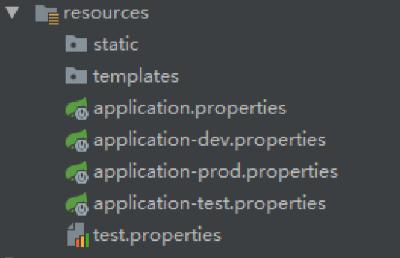 resources
static
templates
application.properties
application-dev.properties
application-prod.properties
application-test.properties
test.properties